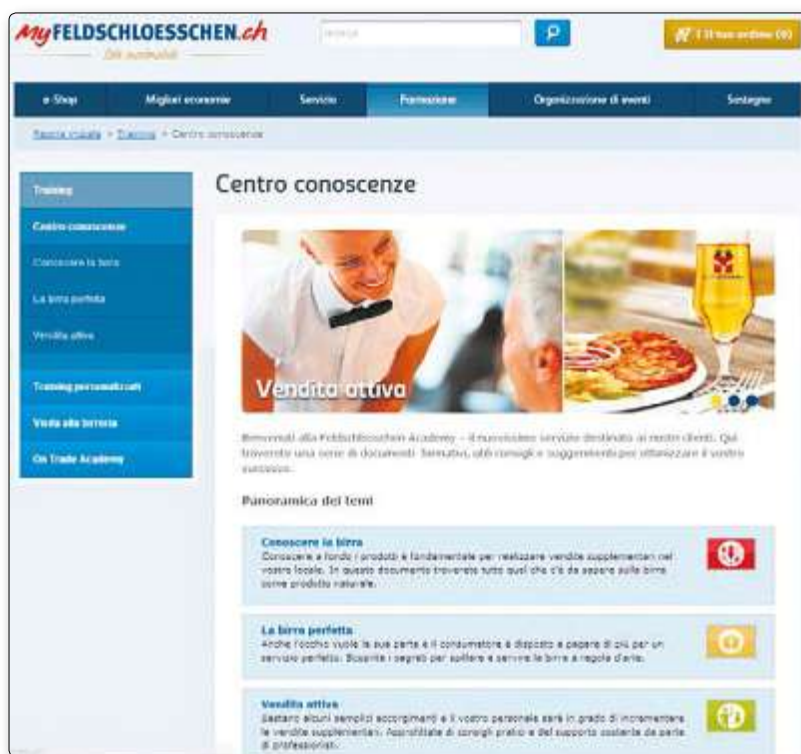 MyFELDSCHLOESSCHEN.ch
Il tuo ordine (0)
e-Shop Migliori economie Servizio Formazione Organizzazione di eventi Sostegno
Training > Centro conoscenze
Training
Centro conoscenze
Conoscere la birra
La birra perfetta
Vendita attiva
Training personalizzati
Visita alla birreria
On Trade Academy
Centro conoscenze
Vendita attiva
Benvenuti alla Feldschlösschen Academy – il nuovissimo servizio destinato ai nostri clienti. Qui
troverete una serie di documenti formativi, utili consigli e suggerimenti per ottimizzare il vostro
successo.
Panoramica dei temi
Conoscere la birra
Conoscere a fondo i prodotti è fondamentale per realizzare vendite supplementari nel
vostro locale. In questo documento troverete tutto quel che c'è da sapere sulla birra
come prodotto naturale.
La birra perfetta
Anche l'occhio vuole la sua parte e il consumatore è disposto a pagare di più per un
servizio perfetto. Scoprite i segreti per spillare e servire la birra a regola d'arte.
Vendita attiva
Bastano alcuni semplici accorgimenti e il vostro personale sarà in grado di incrementare
le vendite supplementari. Approfittate di consigli pratici e del supporto costante da parte
di professionisti.